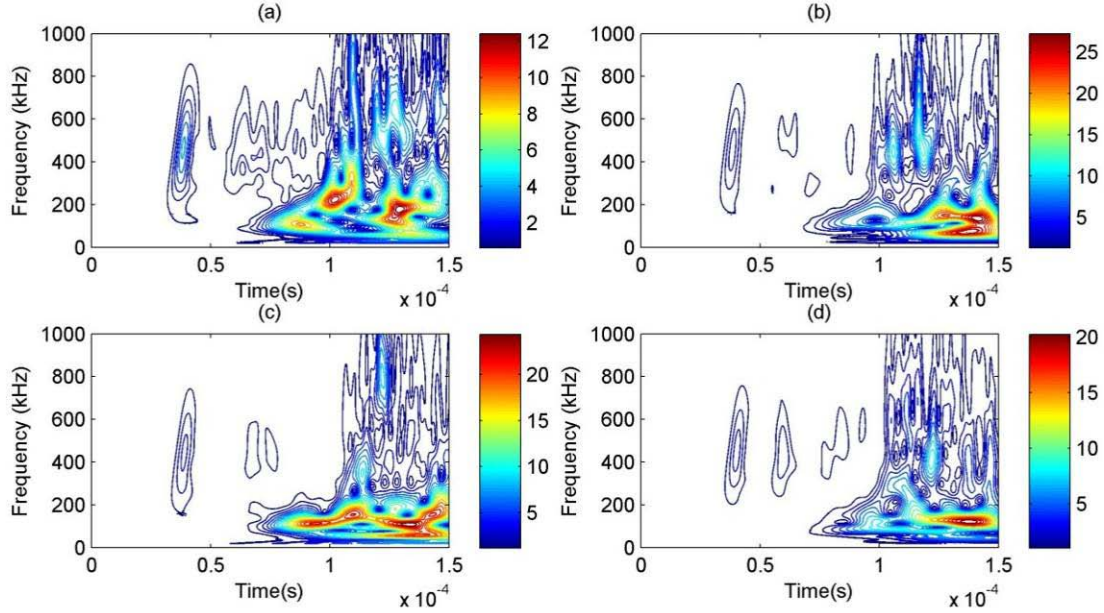 (a) (b)
1000 12 1000 25
800 10 800 20
600 8 600 15
400 6 400 10
200 4 200 5
0 2 0
0 0.5 1 1.5 0 0.5 1 1.5
Frequency (kHz) Frequency (kHz)
Time(s) x 10⁻⁴ Time(s) x 10⁻⁴
(c) (d)
1000 20 1000 20
800 15 800 15
600 10 600 10
400 5 400 5
200 200
0 0
0 0.5 1 1.5 0 0.5 1 1.5
Frequency (kHz) Frequency (kHz)
Time(s) x 10⁻⁴ Time(s) x 10⁻⁴